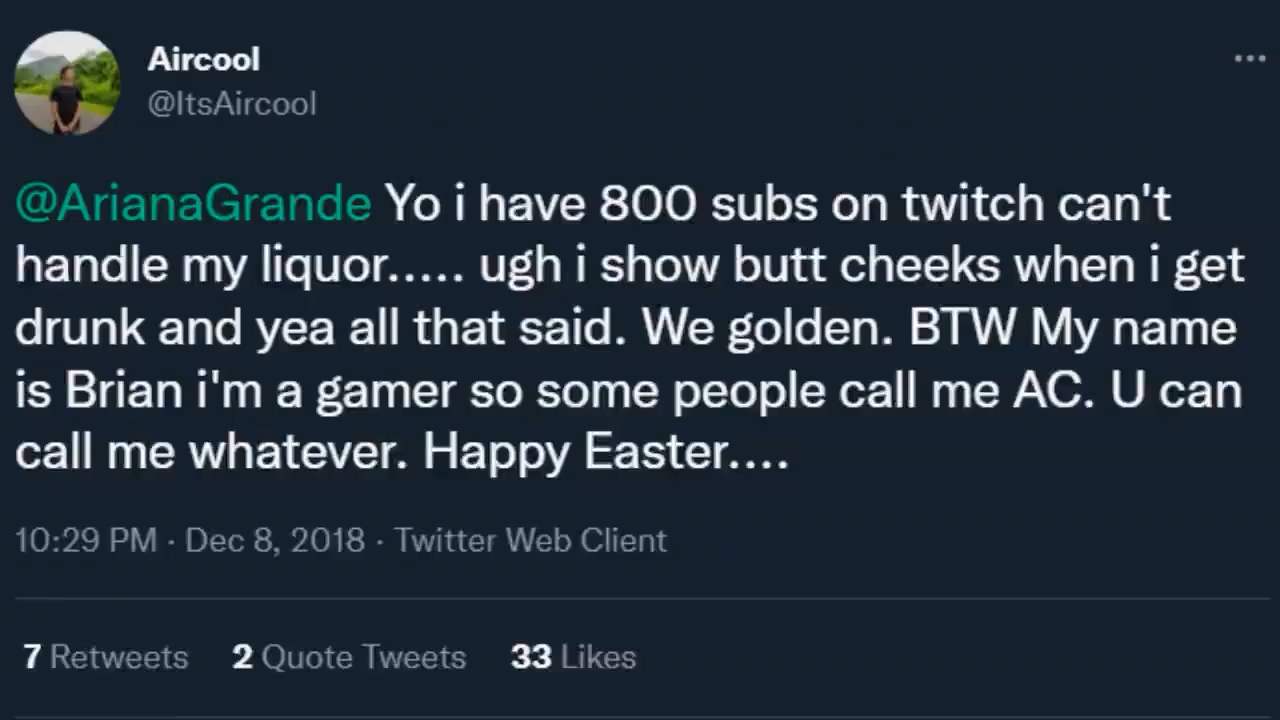 Aircool
@ItsAircool
@ArianaGrande Yo i have 800 subs on twitch can't
handle my liquor..... ugh i show butt cheeks when i get
drunk and yea all that said. We golden. BTW My name
is Brian i'm a gamer so some people call me AC. U can
call me whatever. Happy Easter....
10:29 PM · Dec 8, 2018 · Twitter Web Client
7 Retweets 2 Quote Tweets 33 Likes